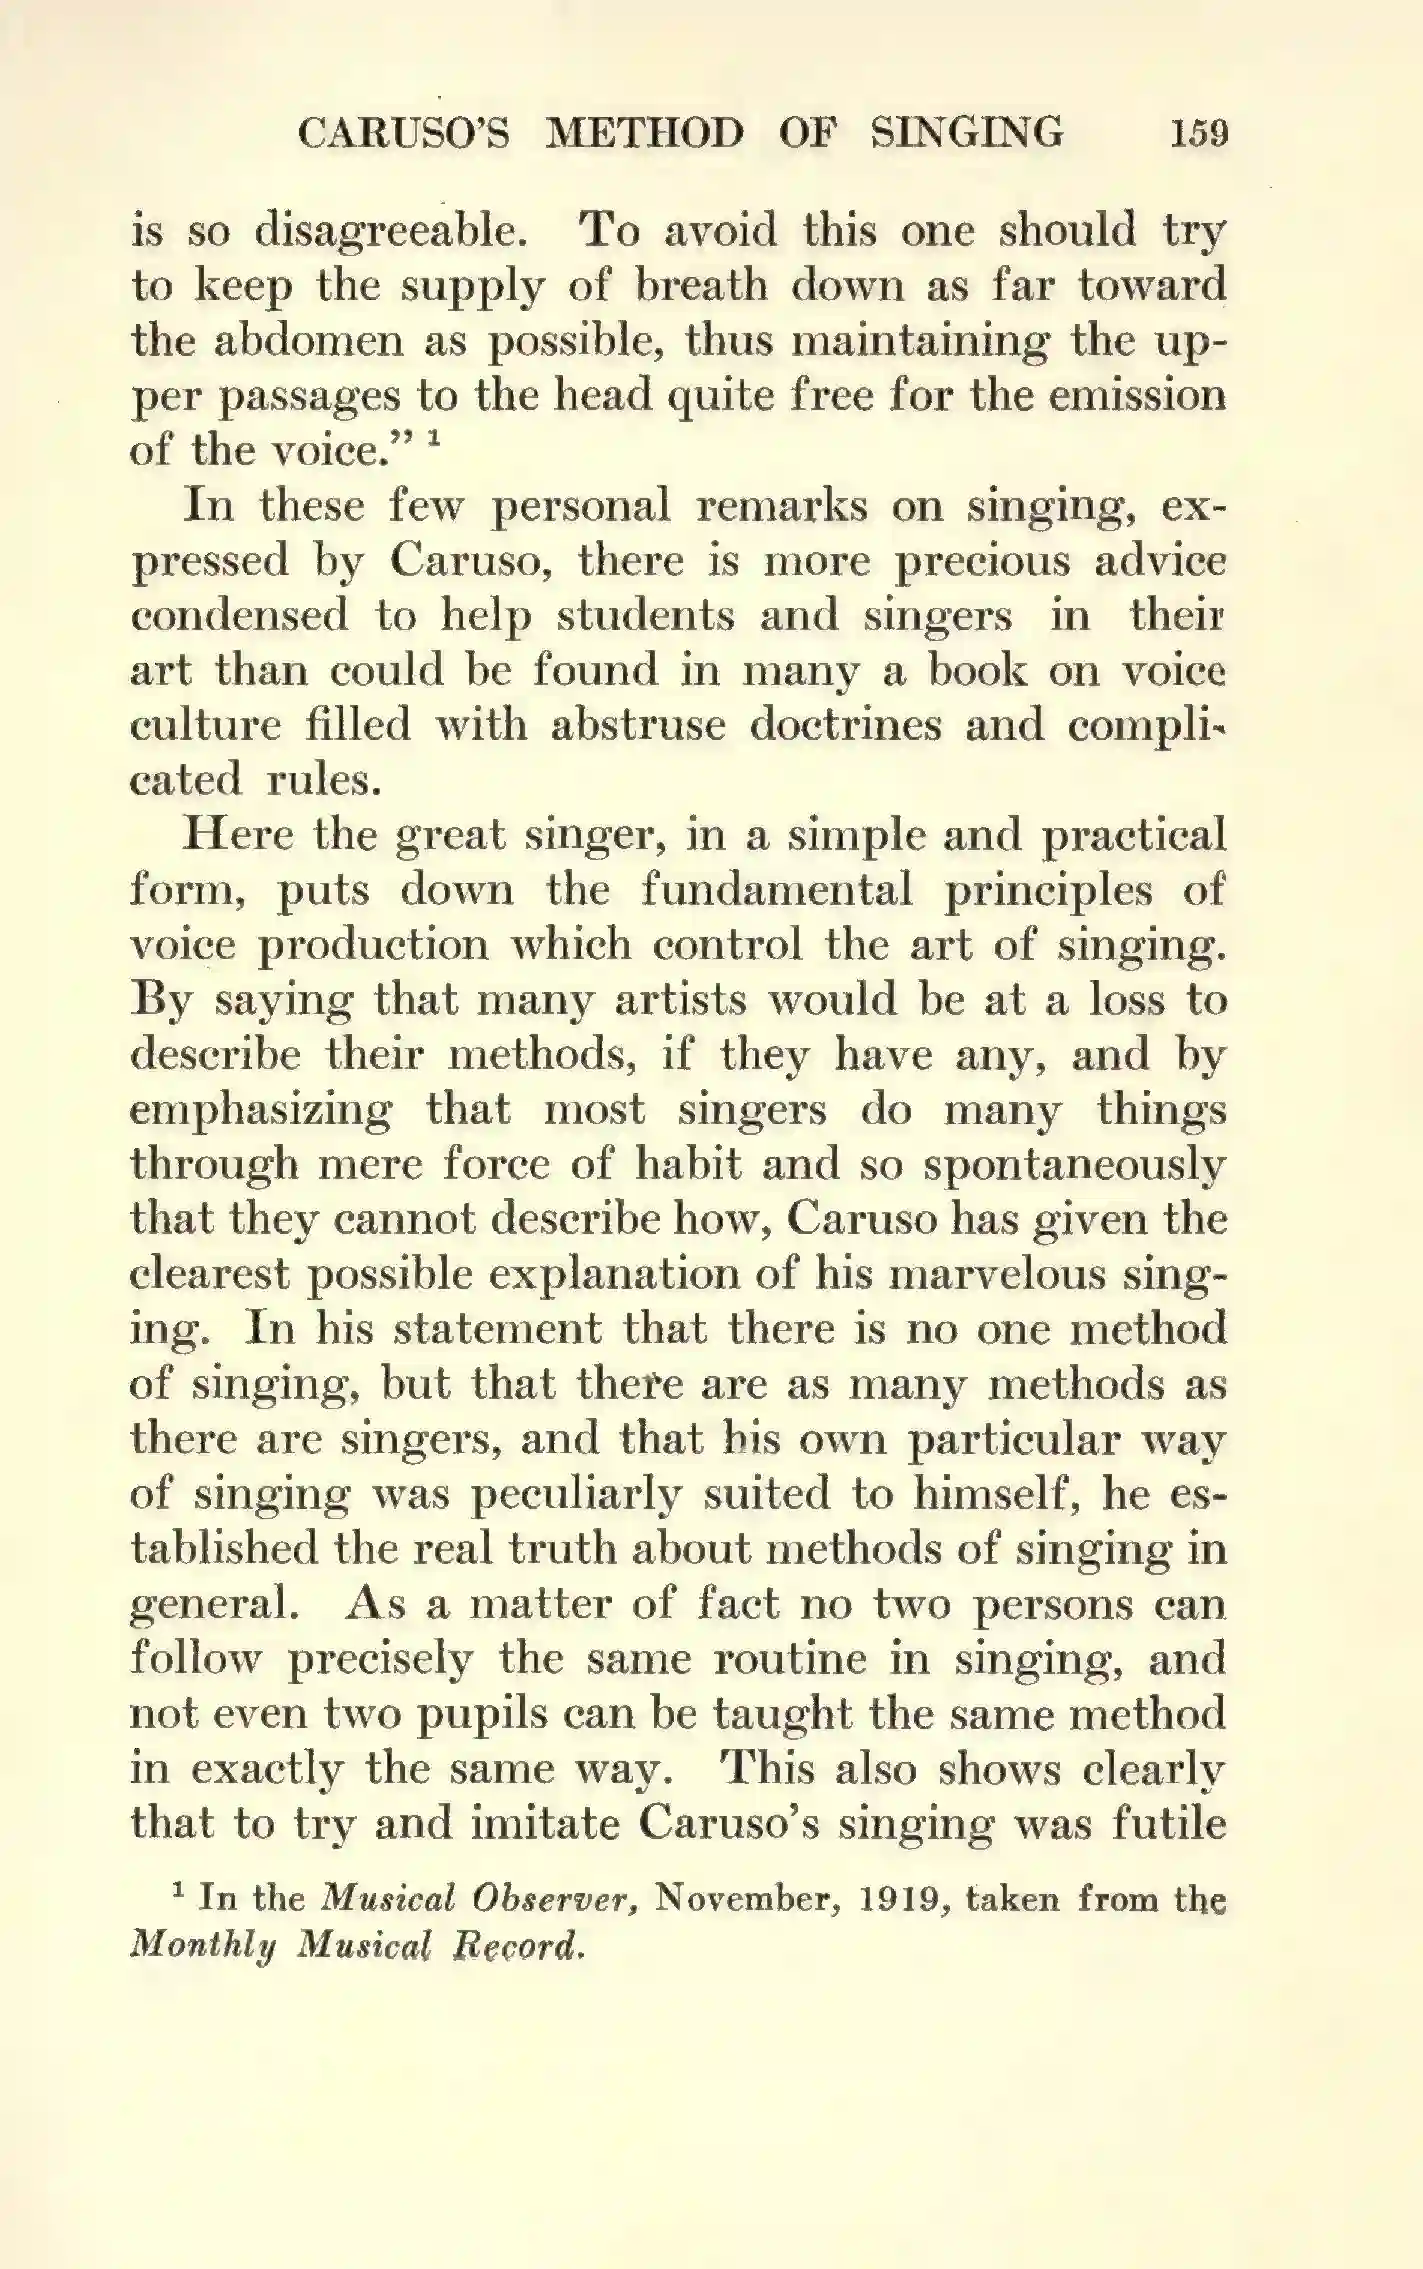 CARUSO'S METHOD OF SINGING 159
is so disagreeable. To avoid this one should try
to keep the supply of breath down as far toward
the abdomen as possible, thus maintaining the up-
per passages to the head quite free for the emission
of the voice." ¹
In these few personal remarks on singing, ex-
pressed by Caruso, there is more precious advice
condensed to help students and singers in their
art than could be found in many a book on voice
culture filled with abstruse doctrines and compli-
cated rules.
Here the great singer, in a simple and practical
form, puts down the fundamental principles of
voice production which control the art of singing.
By saying that many artists would be at a loss to
describe their methods, if they have any, and by
emphasizing that most singers do many things
through mere force of habit and so spontaneously
that they cannot describe how, Caruso has given the
clearest possible explanation of his marvelous sing-
ing. In his statement that there is no one method
of singing, but that there are as many methods as
there are singers, and that his own particular way
of singing was peculiarly suited to himself, he es-
tablished the real truth about methods of singing in
general. As a matter of fact no two persons can
follow precisely the same routine in singing, and
not even two pupils can be taught the same method
in exactly the same way. This also shows clearly
that to try and imitate Caruso's singing was futile
¹ In the Musical Observer, November, 1919, taken from the
Monthly Musical Record.